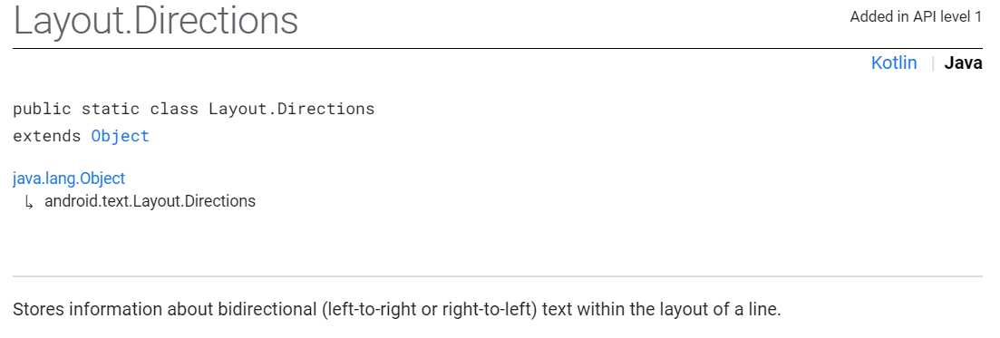 Layout.Directions
Added in API level 1
Kotlin | Java
public static class Layout.Directions
extends Object
java.lang.Object
↳ android.text.Layout.Directions
Stores information about bidirectional (left-to-right or right-to-left) text within the layout of a line.